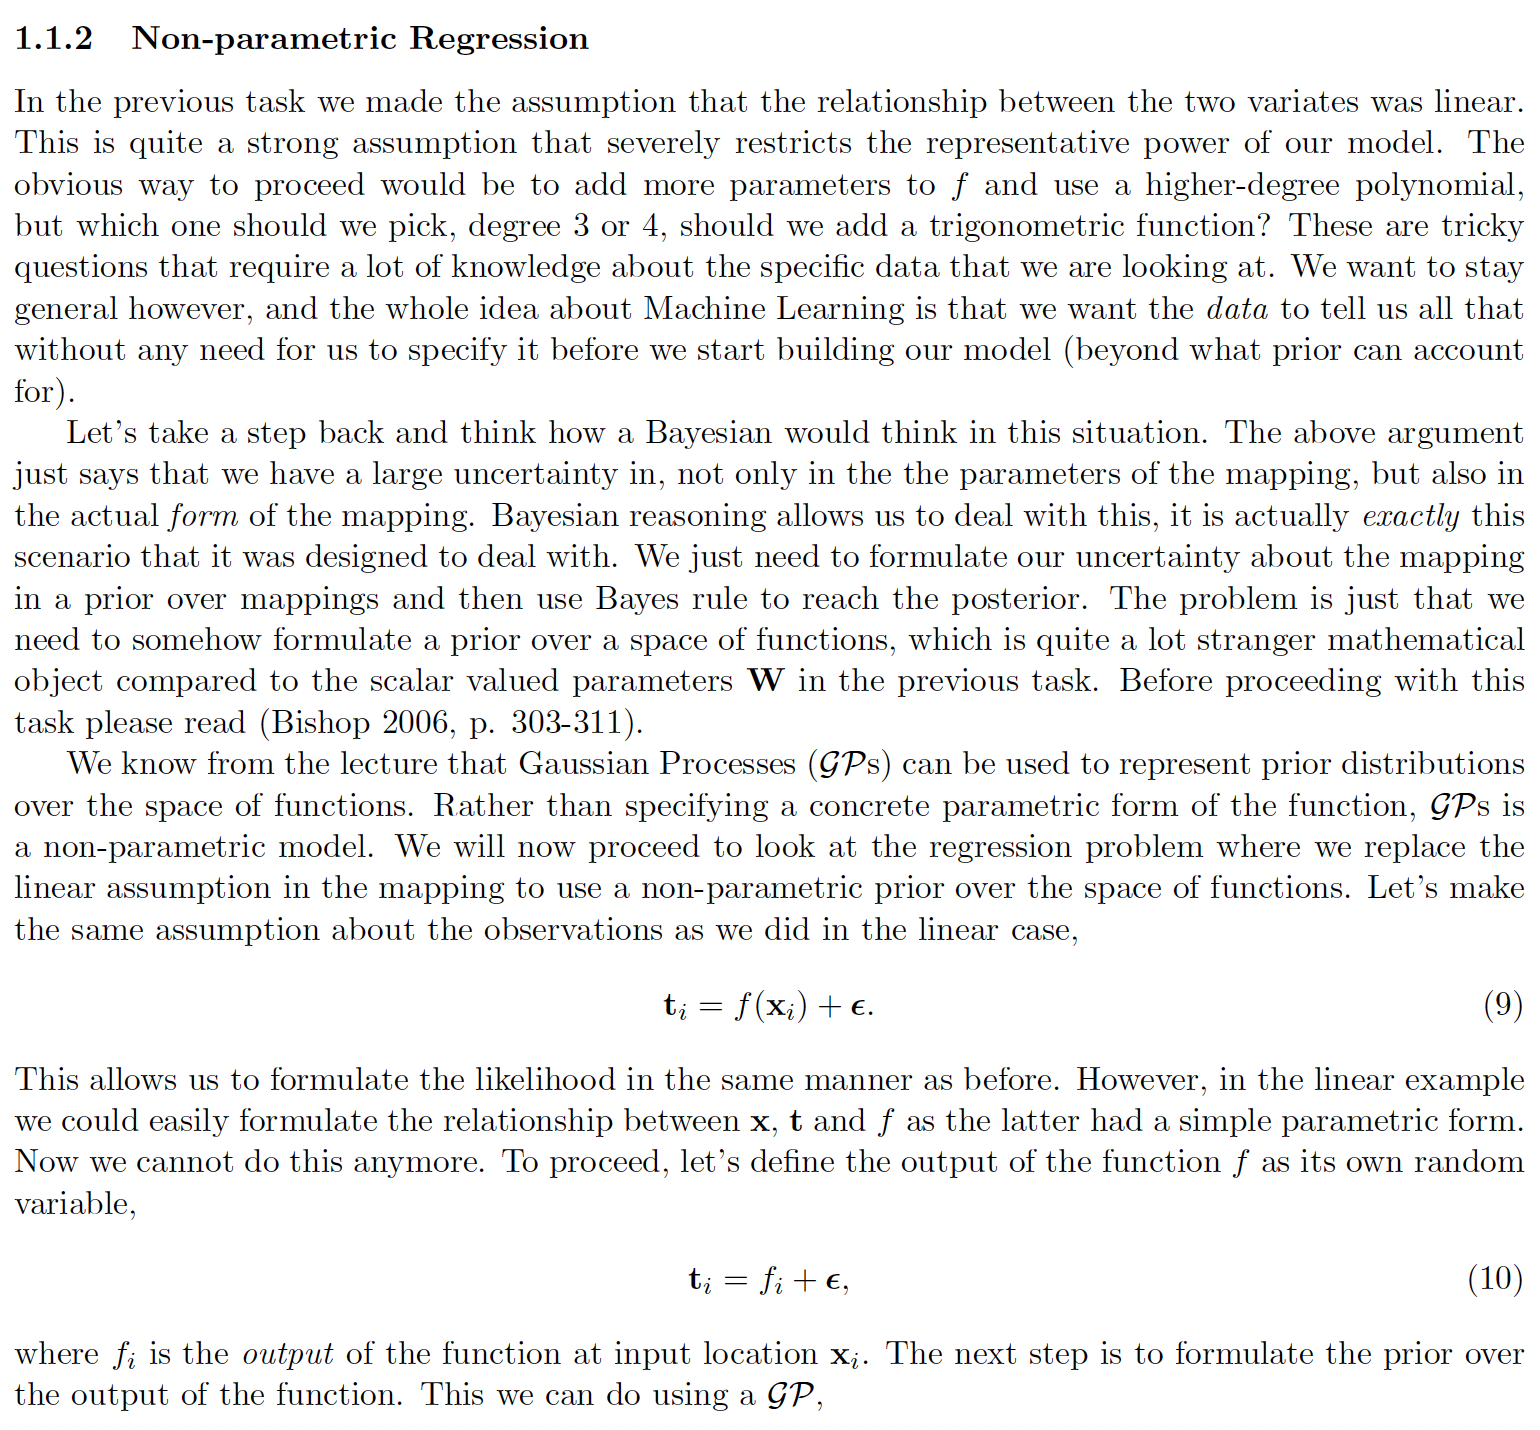 1.1.2 Non-parametric Regression
In the previous task we made the assumption that the relationship between the two variates was linear.
This is quite a strong assumption that severely restricts the representative power of our model. The
obvious way to proceed would be to add more parameters to f and use a higher-degree polynomial,
but which one should we pick, degree 3 or 4, should we add a trigonometric function? These are tricky
questions that require a lot of knowledge about the specific data that we are looking at. We want to stay
general however, and the whole idea about Machine Learning is that we want the data to tell us all that
without any need for us to specify it before we start building our model (beyond what prior can account
for).
Let's take a step back and think how a Bayesian would think in this situation. The above argument
just says that we have a large uncertainty in, not only in the the parameters of the mapping, but also in
the actual form of the mapping. Bayesian reasoning allows us to deal with this, it is actually exactly this
scenario that it was designed to deal with. We just need to formulate our uncertainty about the mapping
in a prior over mappings and then use Bayes rule to reach the posterior. The problem is just that we
need to somehow formulate a prior over a space of functions, which is quite a lot stranger mathematical
object compared to the scalar valued parameters W in the previous task. Before proceeding with this
task please read (Bishop 2006, p. 303-311).
We know from the lecture that Gaussian Processes (𝒢𝒫s) can be used to represent prior distributions
over the space of functions. Rather than specifying a concrete parametric form of the function, 𝒢𝒫s is
a non-parametric model. We will now proceed to look at the regression problem where we replace the
linear assumption in the mapping to use a non-parametric prior over the space of functions. Let's make
the same assumption about the observations as we did in the linear case,
tᵢ = f(xᵢ) + ϵ. (9)
This allows us to formulate the likelihood in the same manner as before. However, in the linear example
we could easily formulate the relationship between x, t and f as the latter had a simple parametric form.
Now we cannot do this anymore. To proceed, let's define the output of the function f as its own random
variable,
tᵢ = fᵢ + ϵ, (10)
where fᵢ is the output of the function at input location xᵢ. The next step is to formulate the prior over
the output of the function. This we can do using a 𝒢𝒫,